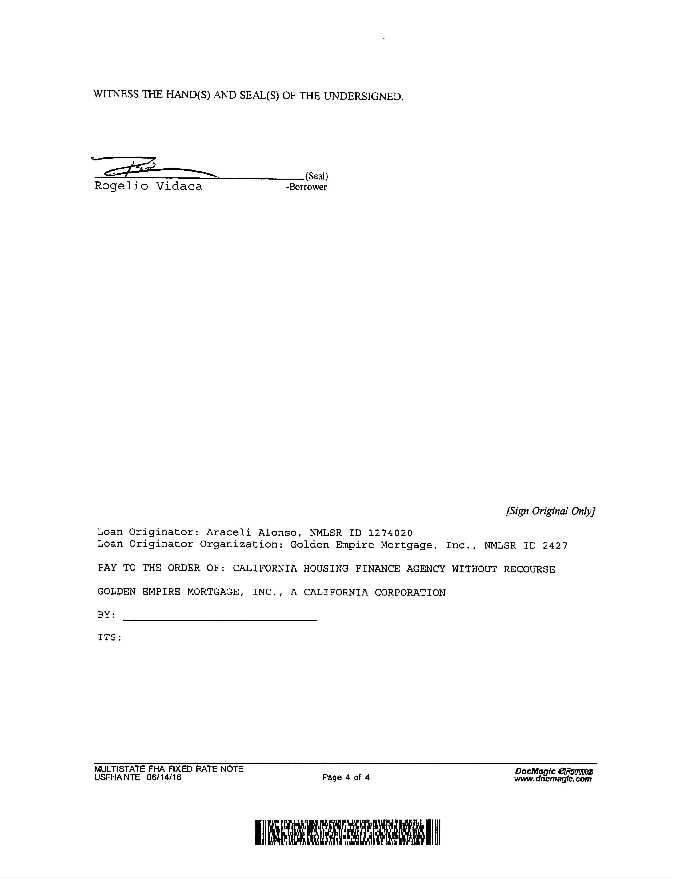 WITNESS THE HAND(S) AND SEAL(S) OF THE UNDERSIGNED.
(Seal)
Rogelio Vidaca -Borrower
[Sign Original Only]
Loan Originator: Araceli Alonso, NMLSR ID 1274020
Loan Originator Organization: Golden Empire Mortgage, Inc., NMLSR ID 2427
PAY TO THE ORDER OF: CALIFORNIA HOUSING FINANCE AGENCY WITHOUT RECOURSE
GOLDEN EMPIRE MORTGAGE, INC., A CALIFORNIA CORPORATION
BY:
ITS:
MULTISTATE FHA FIXED RATE NOTE DocMagic eForms
USFHA.NTE 06/14/16 Page 4 of 4 www.docmagic.com